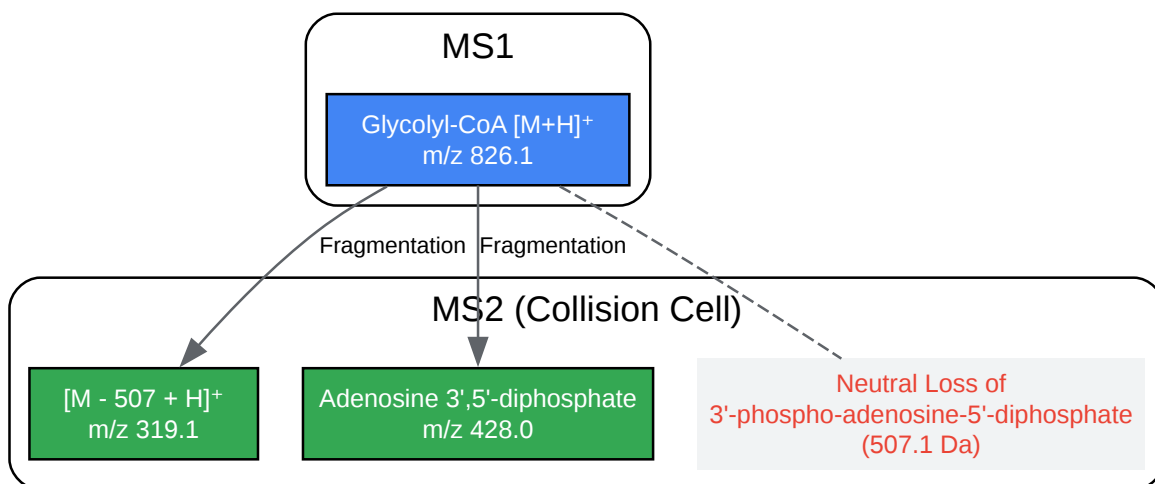 MS1
Glycolyl-CoA [M+H]⁺
m/z 826.1
Fragmentation
Fragmentation
MS2 (Collision Cell)
[M - 507 + H]⁺
m/z 319.1
Adenosine 3',5'-diphosphate
m/z 428.0
Neutral Loss of
3'-phospho-adenosine-5'-diphosphate
(507.1 Da)